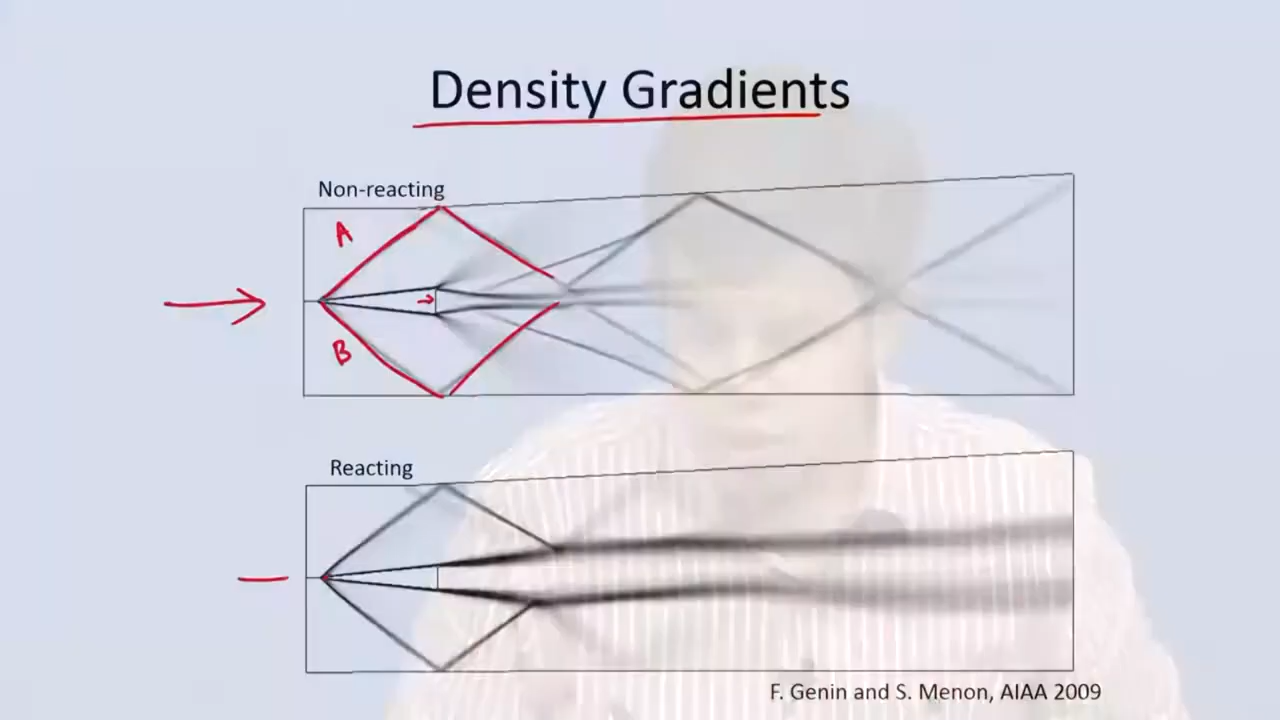 Density Gradients
Non-reacting
A
B
Reacting
F. Genin and S. Menon, AIAA 2009